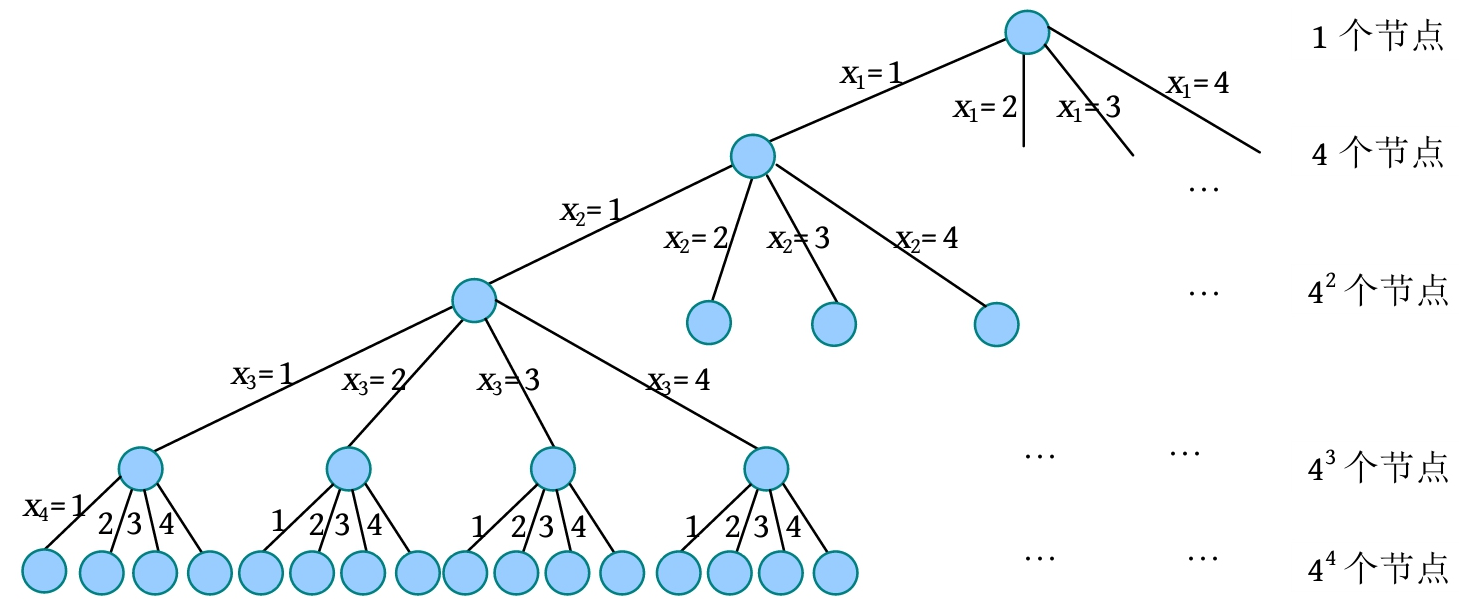 1 个节点
x₁=1
x₁=2
x₁=3
x₁=4
4 个节点
…
x₂=1
x₂=2
x₂=3
x₂=4
…
4² 个节点
x₃=1
x₃=2
x₃=3
x₃=4
… …
4³ 个节点
x₄=1 2 3 4 1 2 3 4 1 2 3 4 1 2 3 4
… …
4⁴ 个节点